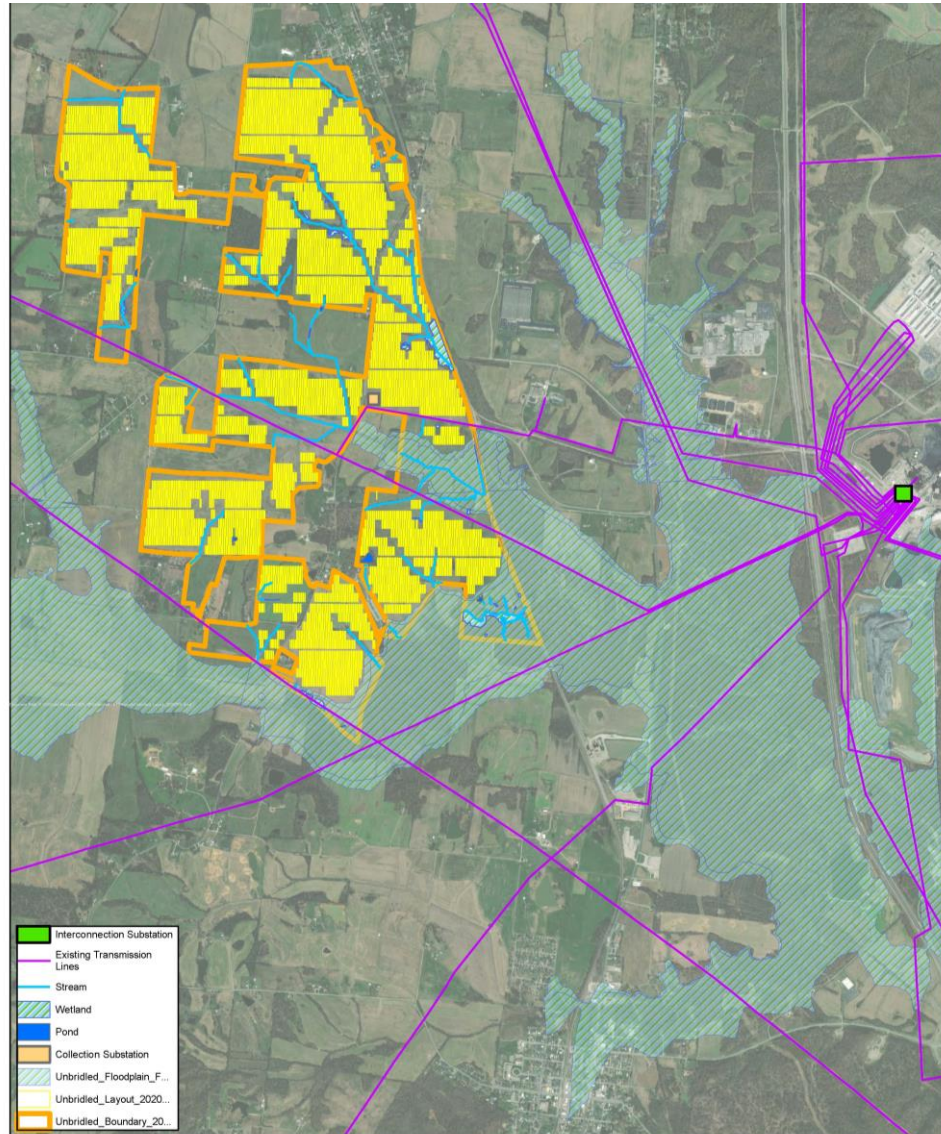 Interconnection Substation
Existing Transmission
Lines
Stream
Wetland
Pond
Collection Substation
Unbridled_Floodplain_F...
Unbridled_Layout_2020...
Unbridled_Boundary_20...